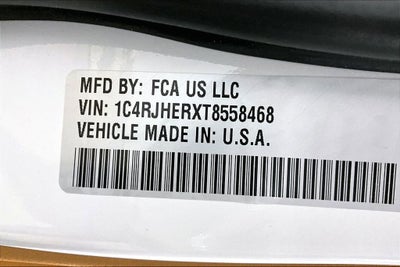 MFD BY: FCA US LLC
VIN: 1C4RJHERXT8558468
VEHICLE MADE IN: U.S.A.